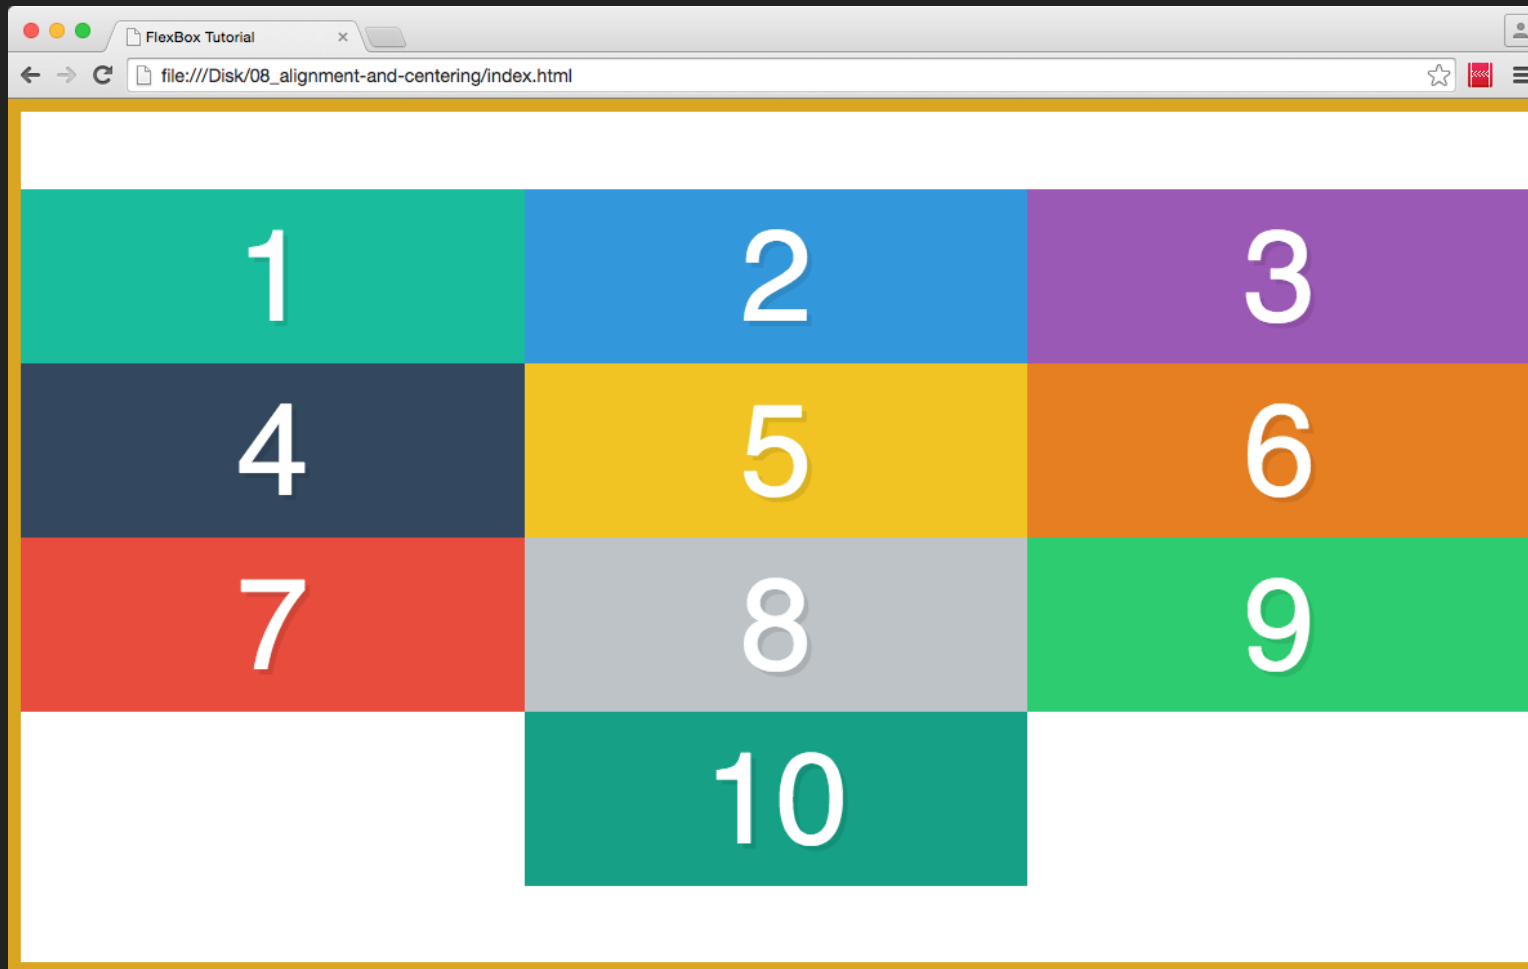 FlexBox Tutorial
file:///Disk/08_alignment-and-centering/index.html
1 2 3
4 5 6
7 8 9
10